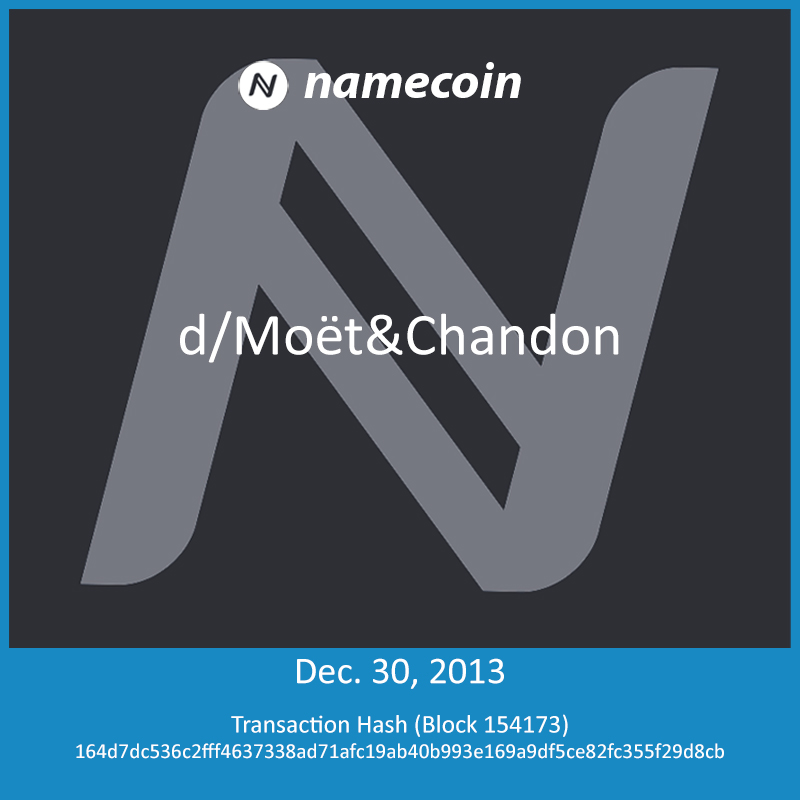 namecoin
d/Moët&Chandon
Dec. 30, 2013
Transaction Hash (Block 154173)
164d7dc536c2fff4637338ad71afc19ab40b993e169a9df5ce82fc355f29d8cb